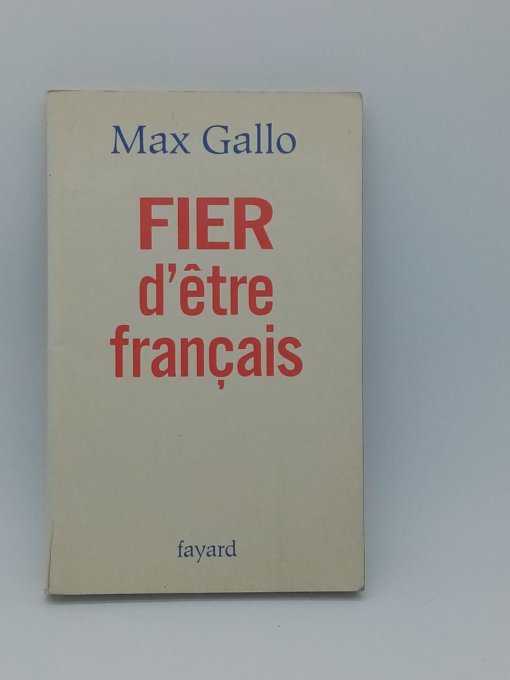 Max Gallo
FIER
d'être
français
fayard